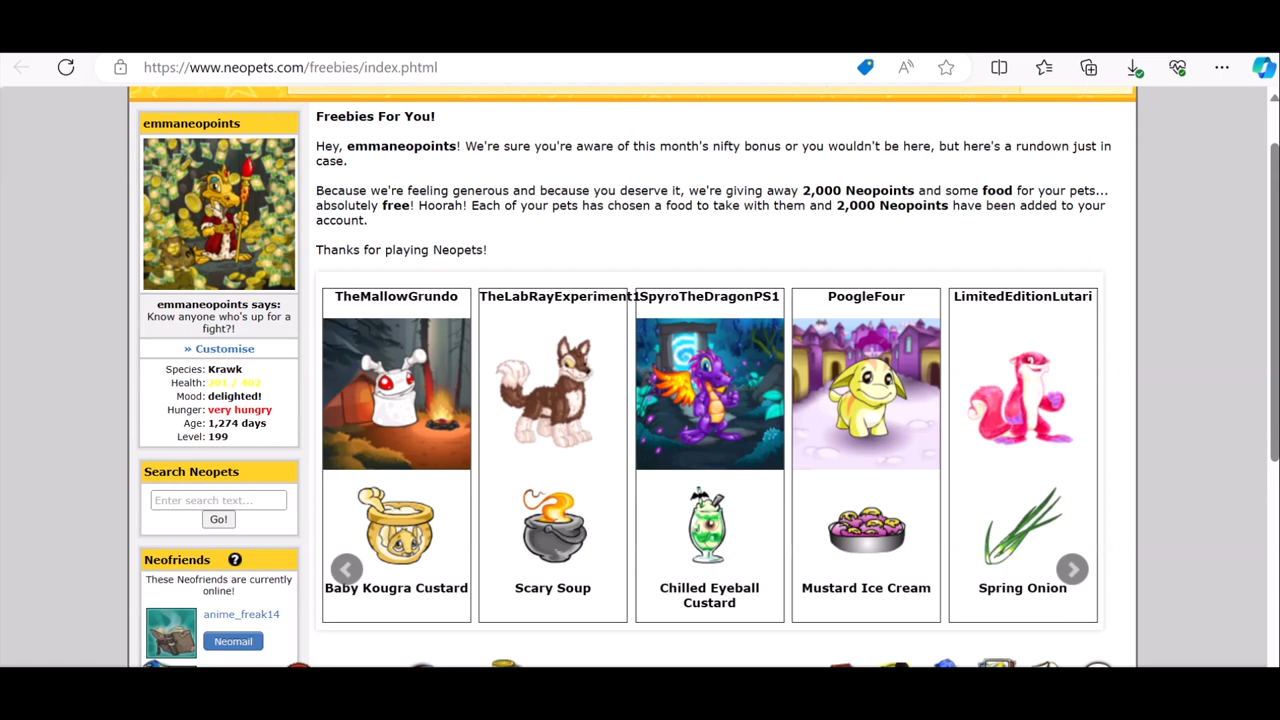 https://www.neopets.com/freebies/index.phtml
emmaneopoints
emmaneopoints says:
Know anyone who's up for a
fight?!
» Customise
Species: Krawk
Health: 201 / 402
Mood: delighted!
Hunger: very hungry
Age: 1,274 days
Level: 199
Search Neopets
Enter search text...
Go!
Neofriends ?
These Neofriends are currently
online!
anime_freak14
Neomail
Freebies For You!
Hey, emmaneopoints! We're sure you're aware of this month's nifty bonus or you wouldn't be here, but here's a rundown just in
case.
Because we're feeling generous and because you deserve it, we're giving away 2,000 Neopoints and some food for your pets...
absolutely free! Hoorah! Each of your pets has chosen a food to take with them and 2,000 Neopoints have been added to your
account.
Thanks for playing Neopets!
TheMallowGrundo
TheLabRayExperiment1
SpyroTheDragonPS1
PoogleFour
LimitedEditionLutari
Baby Kougra Custard
Scary Soup
Chilled Eyeball
Custard
Mustard Ice Cream
Spring Onion